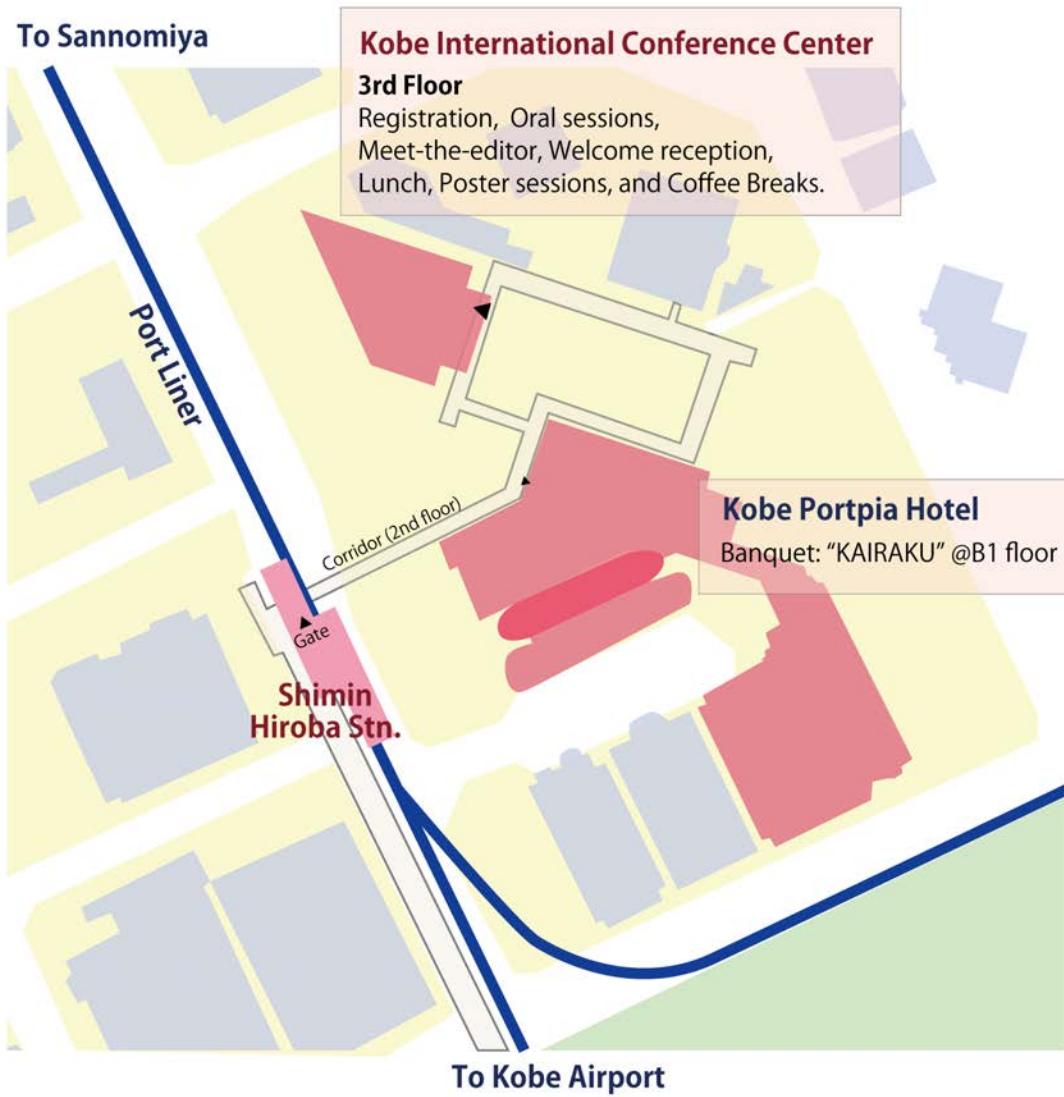 To Sannomiya
Kobe International Conference Center
3rd Floor
Registration, Oral sessions,
Meet-the-editor, Welcome reception,
Lunch, Poster sessions, and Coffee Breaks.
Port Liner
Corridor (2nd floor)
Kobe Portpia Hotel
Banquet: “KAIRAKU” @B1 floor
Gate
Shimin
Hiroba Stn.
To Kobe Airport